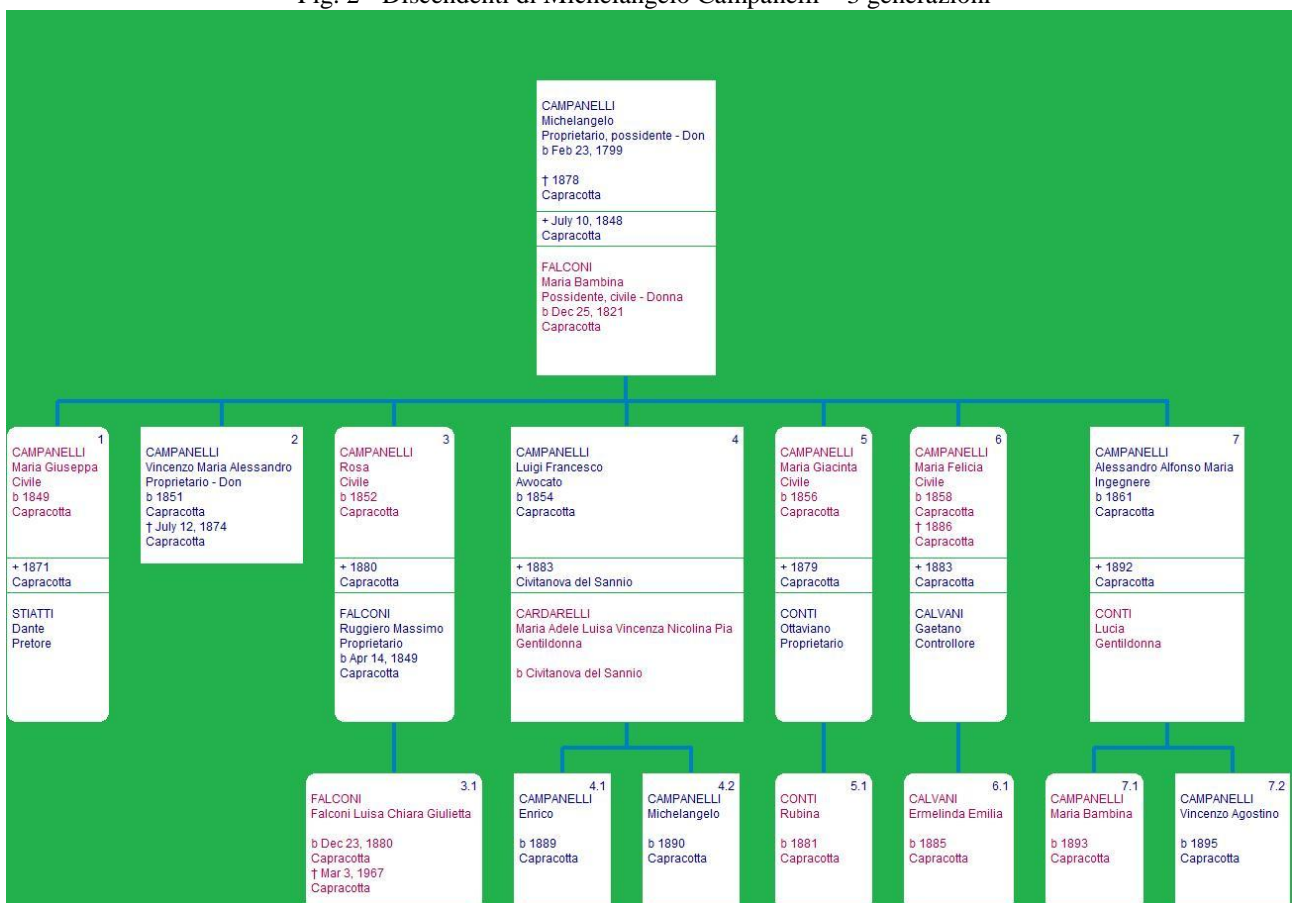 Fig. 2 - Discendenti di Michelangelo Campanelli – 3 generazioni
CAMPANELLI
Michelangelo
Proprietario, possidente - Don
b Feb 23, 1799
† 1878
Capracotta
+ July 10, 1848
Capracotta
FALCONI
Maria Bambina
Possidente, civile - Donna
b Dec 25, 1821
Capracotta
1
CAMPANELLI
Maria Giuseppa
Civile
b 1849
Capracotta
+ 1871
Capracotta
STIATTI
Dante
Pretore
2
CAMPANELLI
Vincenzo Maria Alessandro
Proprietario - Don
b 1851
Capracotta
† July 12, 1874
Capracotta
3
CAMPANELLI
Rosa
Civile
b 1852
Capracotta
+ 1880
Capracotta
FALCONI
Ruggiero Massimo
Proprietario
b Apr 14, 1849
Capracotta
4
CAMPANELLI
Luigi Francesco
Avvocato
b 1854
Capracotta
+ 1883
Civitanova del Sannio
CARDARELLI
Maria Adele Luisa Vincenza Nicolina Pia
Gentildonna
b Civitanova del Sannio
5
CAMPANELLI
Maria Giacinta
Civile
b 1856
Capracotta
+ 1879
Capracotta
CONTI
Ottaviano
Proprietario
6
CAMPANELLI
Maria Felicia
Civile
b 1858
Capracotta
† 1886
Capracotta
+ 1883
Capracotta
CALVANI
Gaetano
Controllore
7
CAMPANELLI
Alessandro Alfonso Maria
Ingegnere
b 1861
Capracotta
+ 1892
Capracotta
CONTI
Lucia
Gentildonna
3.1
FALCONI
Falconi Luisa Chiara Giulietta
b Dec 23, 1880
Capracotta
† Mar 3, 1967
Capracotta
4.1
CAMPANELLI
Enrico
b 1889
Capracotta
4.2
CAMPANELLI
Michelangelo
b 1890
Capracotta
5.1
CONTI
Rubina
b 1881
Capracotta
6.1
CALVANI
Ermelinda Emilia
b 1885
Capracotta
7.1
CAMPANELLI
Maria Bambina
b 1893
Capracotta
7.2
CAMPANELLI
Vincenzo Agostino
b 1895
Capracotta